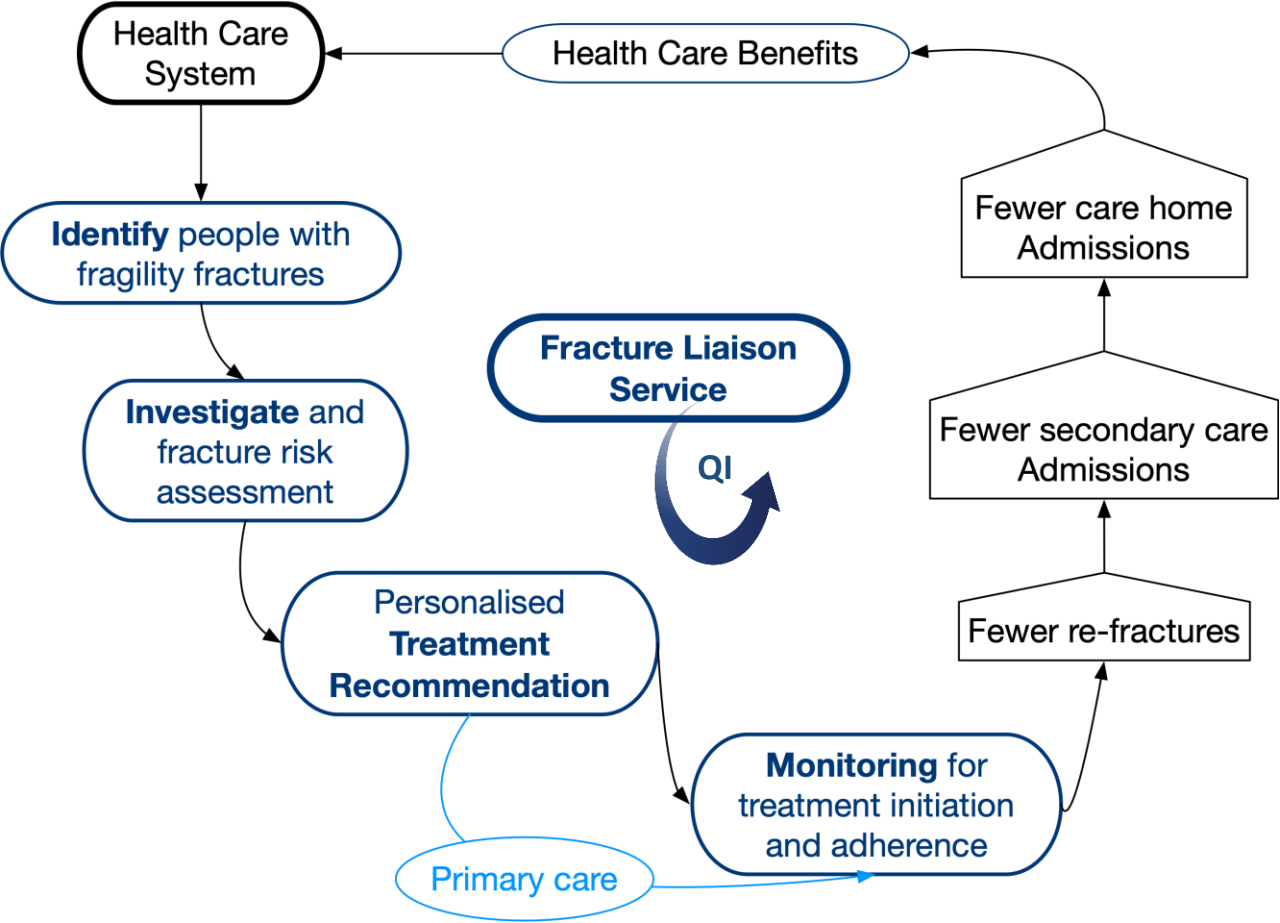 Health Care
System
Health Care Benefits
Identify people with
fragility fractures
Investigate and
fracture risk
assessment
Personalised
Treatment
Recommendation
Primary care
Monitoring for
treatment initiation
and adherence
Fewer re-fractures
Fewer secondary care
Admissions
Fewer care home
Admissions
Fracture Liaison
Service
QI